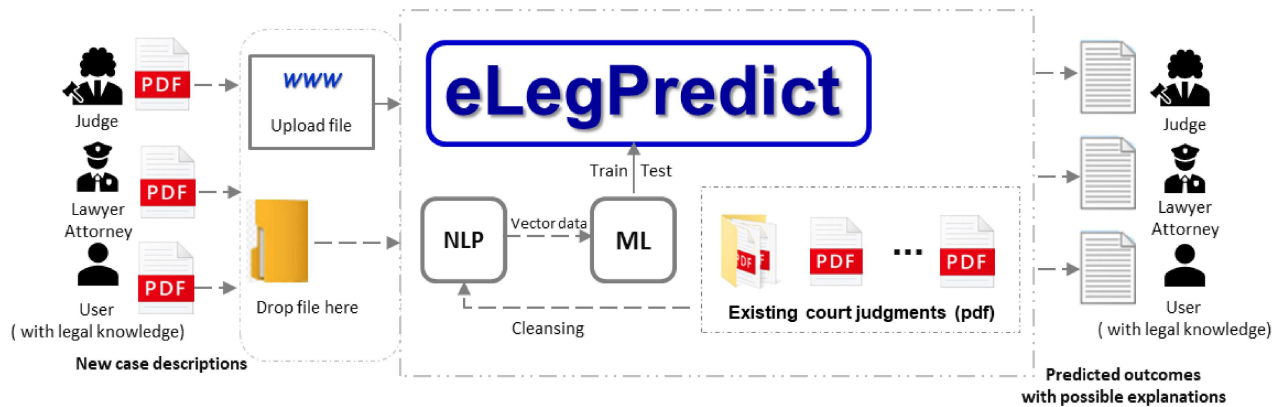 PDF
Judge
PDF
Lawyer
Attorney
PDF
User
( with legal knowledge)
New case descriptions
www
Upload file
Drop file here
eLegPredict
Train
Test
NLP
Vector data
ML
Cleansing
PDF
PDF
PDF
...
PDF
Existing court judgments (pdf)
Judge
Lawyer
Attorney
User
( with legal knowledge)
Predicted outcomes
with possible explanations